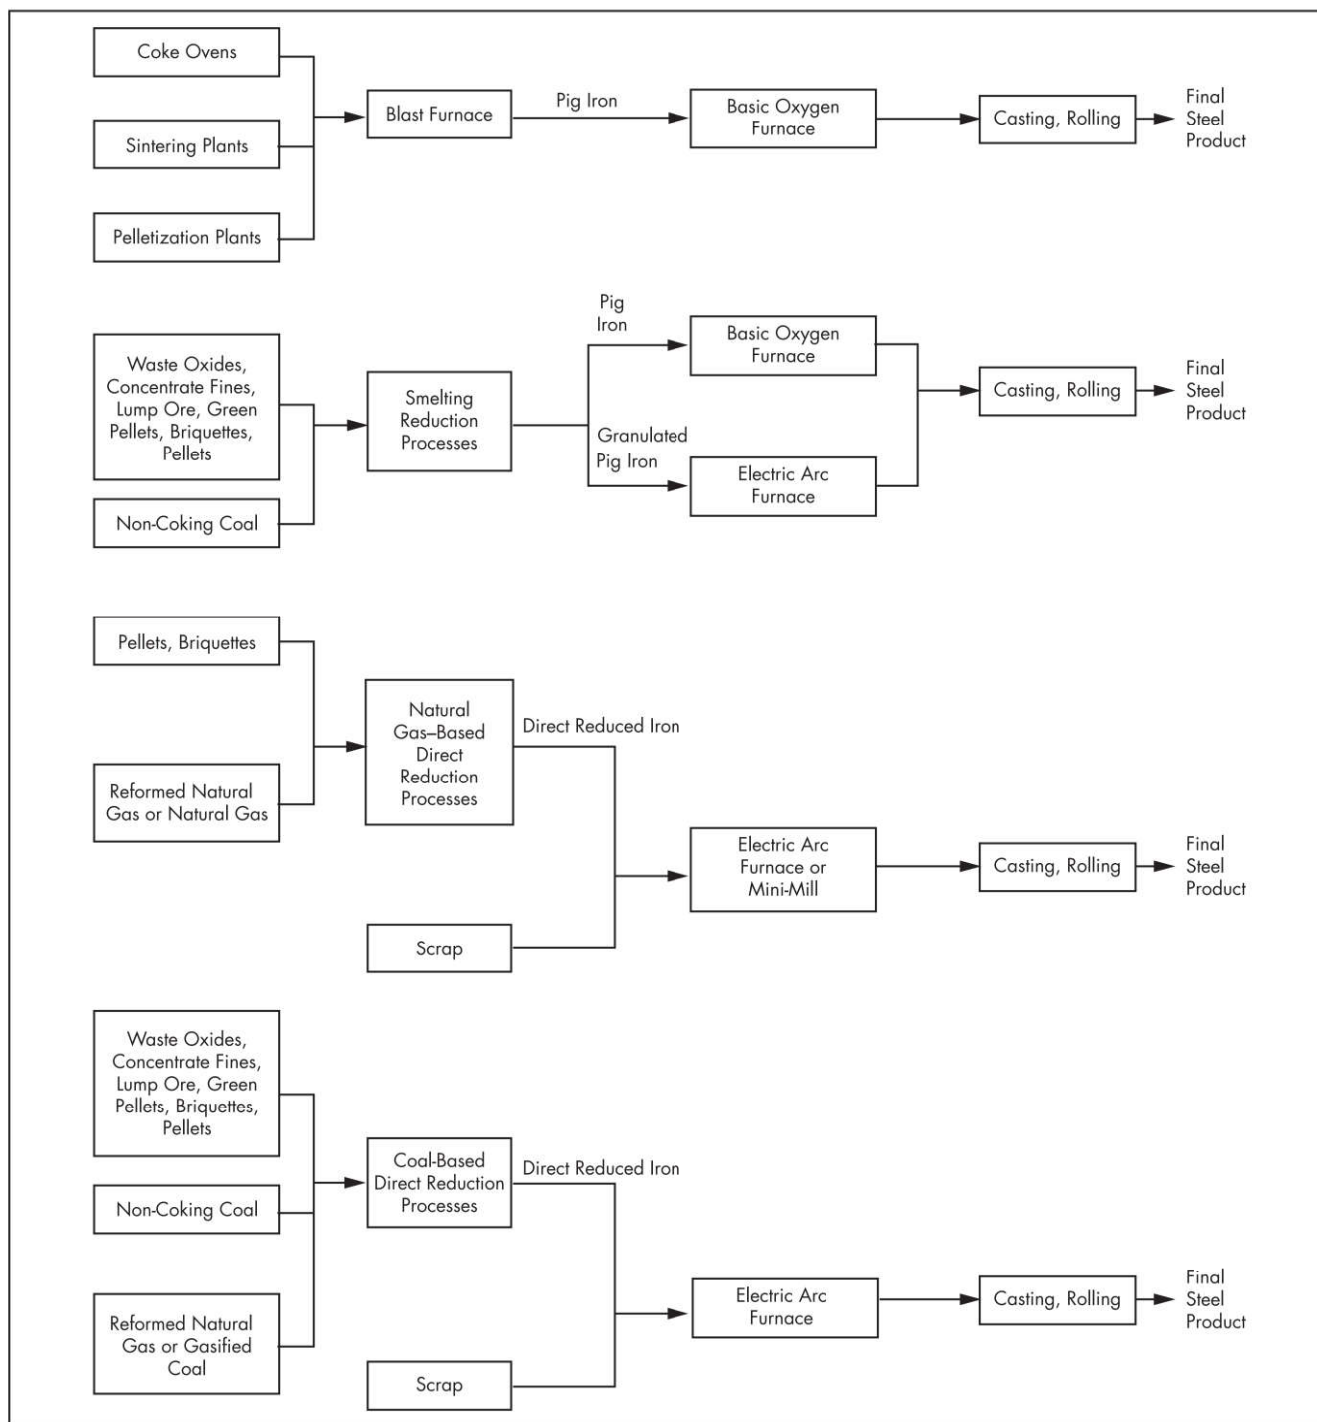 Coke Ovens
Sintering Plants
Pelletization Plants
Blast Furnace
Pig Iron
Basic Oxygen
Furnace
Casting, Rolling
Final
Steel
Product
Waste Oxides,
Concentrate Fines,
Lump Ore, Green
Pellets, Briquettes,
Pellets
Non-Coking Coal
Smelting
Reduction
Processes
Pig
Iron
Granulated
Pig Iron
Basic Oxygen
Furnace
Electric Arc
Furnace
Casting, Rolling
Final
Steel
Product
Pellets, Briquettes
Reformed Natural
Gas or Natural Gas
Natural
Gas–Based
Direct
Reduction
Processes
Direct Reduced Iron
Scrap
Electric Arc
Furnace or
Mini-Mill
Casting, Rolling
Final
Steel
Product
Waste Oxides,
Concentrate Fines,
Lump Ore, Green
Pellets, Briquettes,
Pellets
Non-Coking Coal
Reformed Natural
Gas or Gasified
Coal
Coal-Based
Direct Reduction
Processes
Direct Reduced Iron
Scrap
Electric Arc
Furnace
Casting, Rolling
Final
Steel
Product